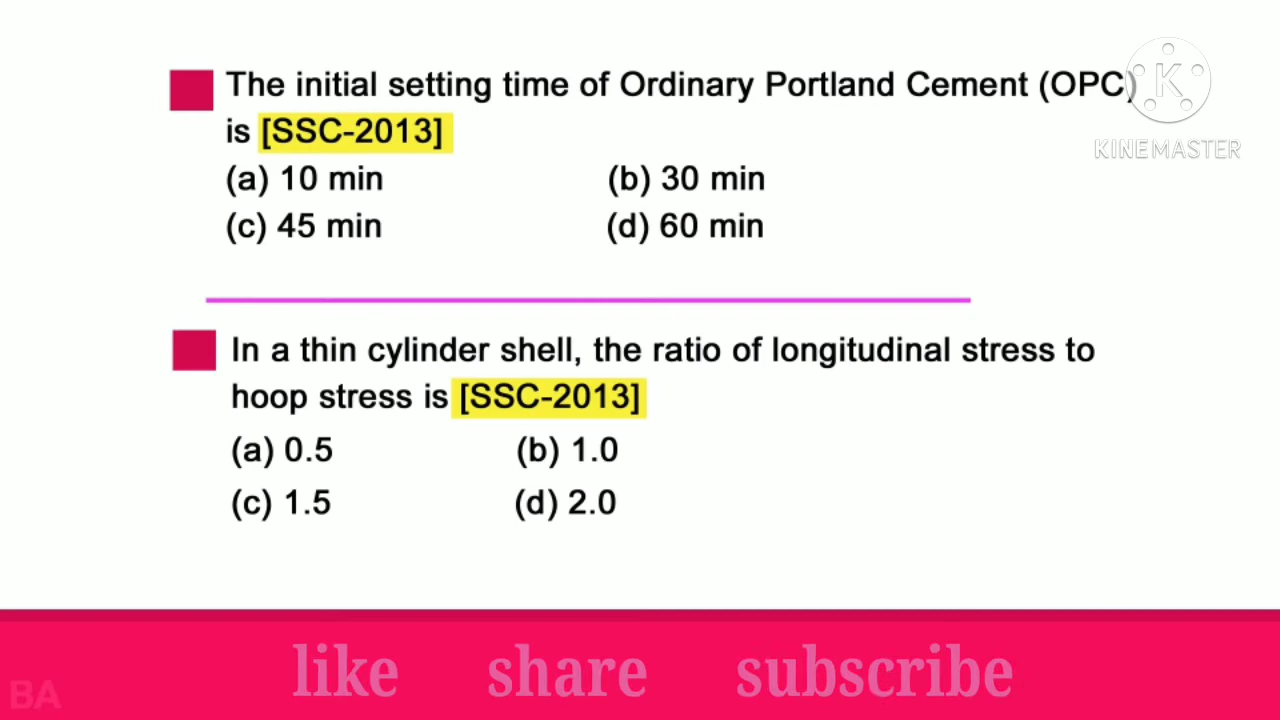 The initial setting time of Ordinary Portland Cement (OPC)
is [SSC-2013]
(a) 10 min (b) 30 min
(c) 45 min (d) 60 min
K
KINEMASTER
In a thin cylinder shell, the ratio of longitudinal stress to
hoop stress is [SSC-2013]
(a) 0.5 (b) 1.0
(c) 1.5 (d) 2.0
like share subscribe
BA